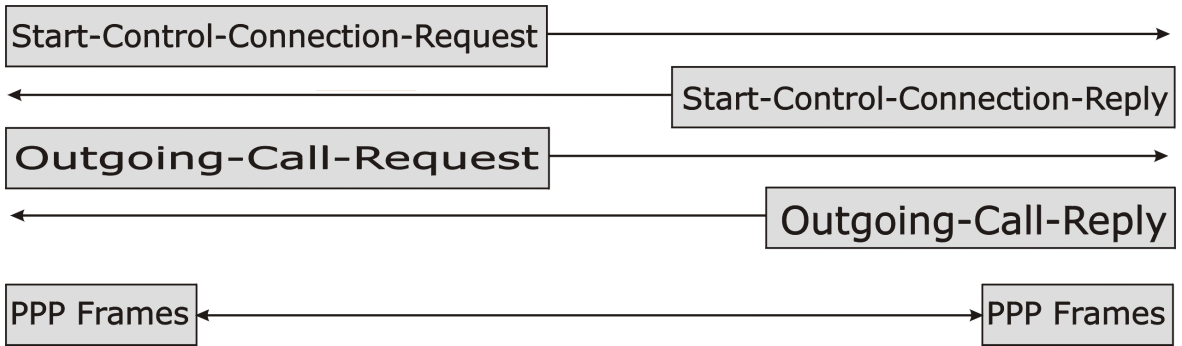 Start-Control-Connection-Request
Start-Control-Connection-Reply
Outgoing-Call-Request
Outgoing-Call-Reply
PPP Frames
PPP Frames